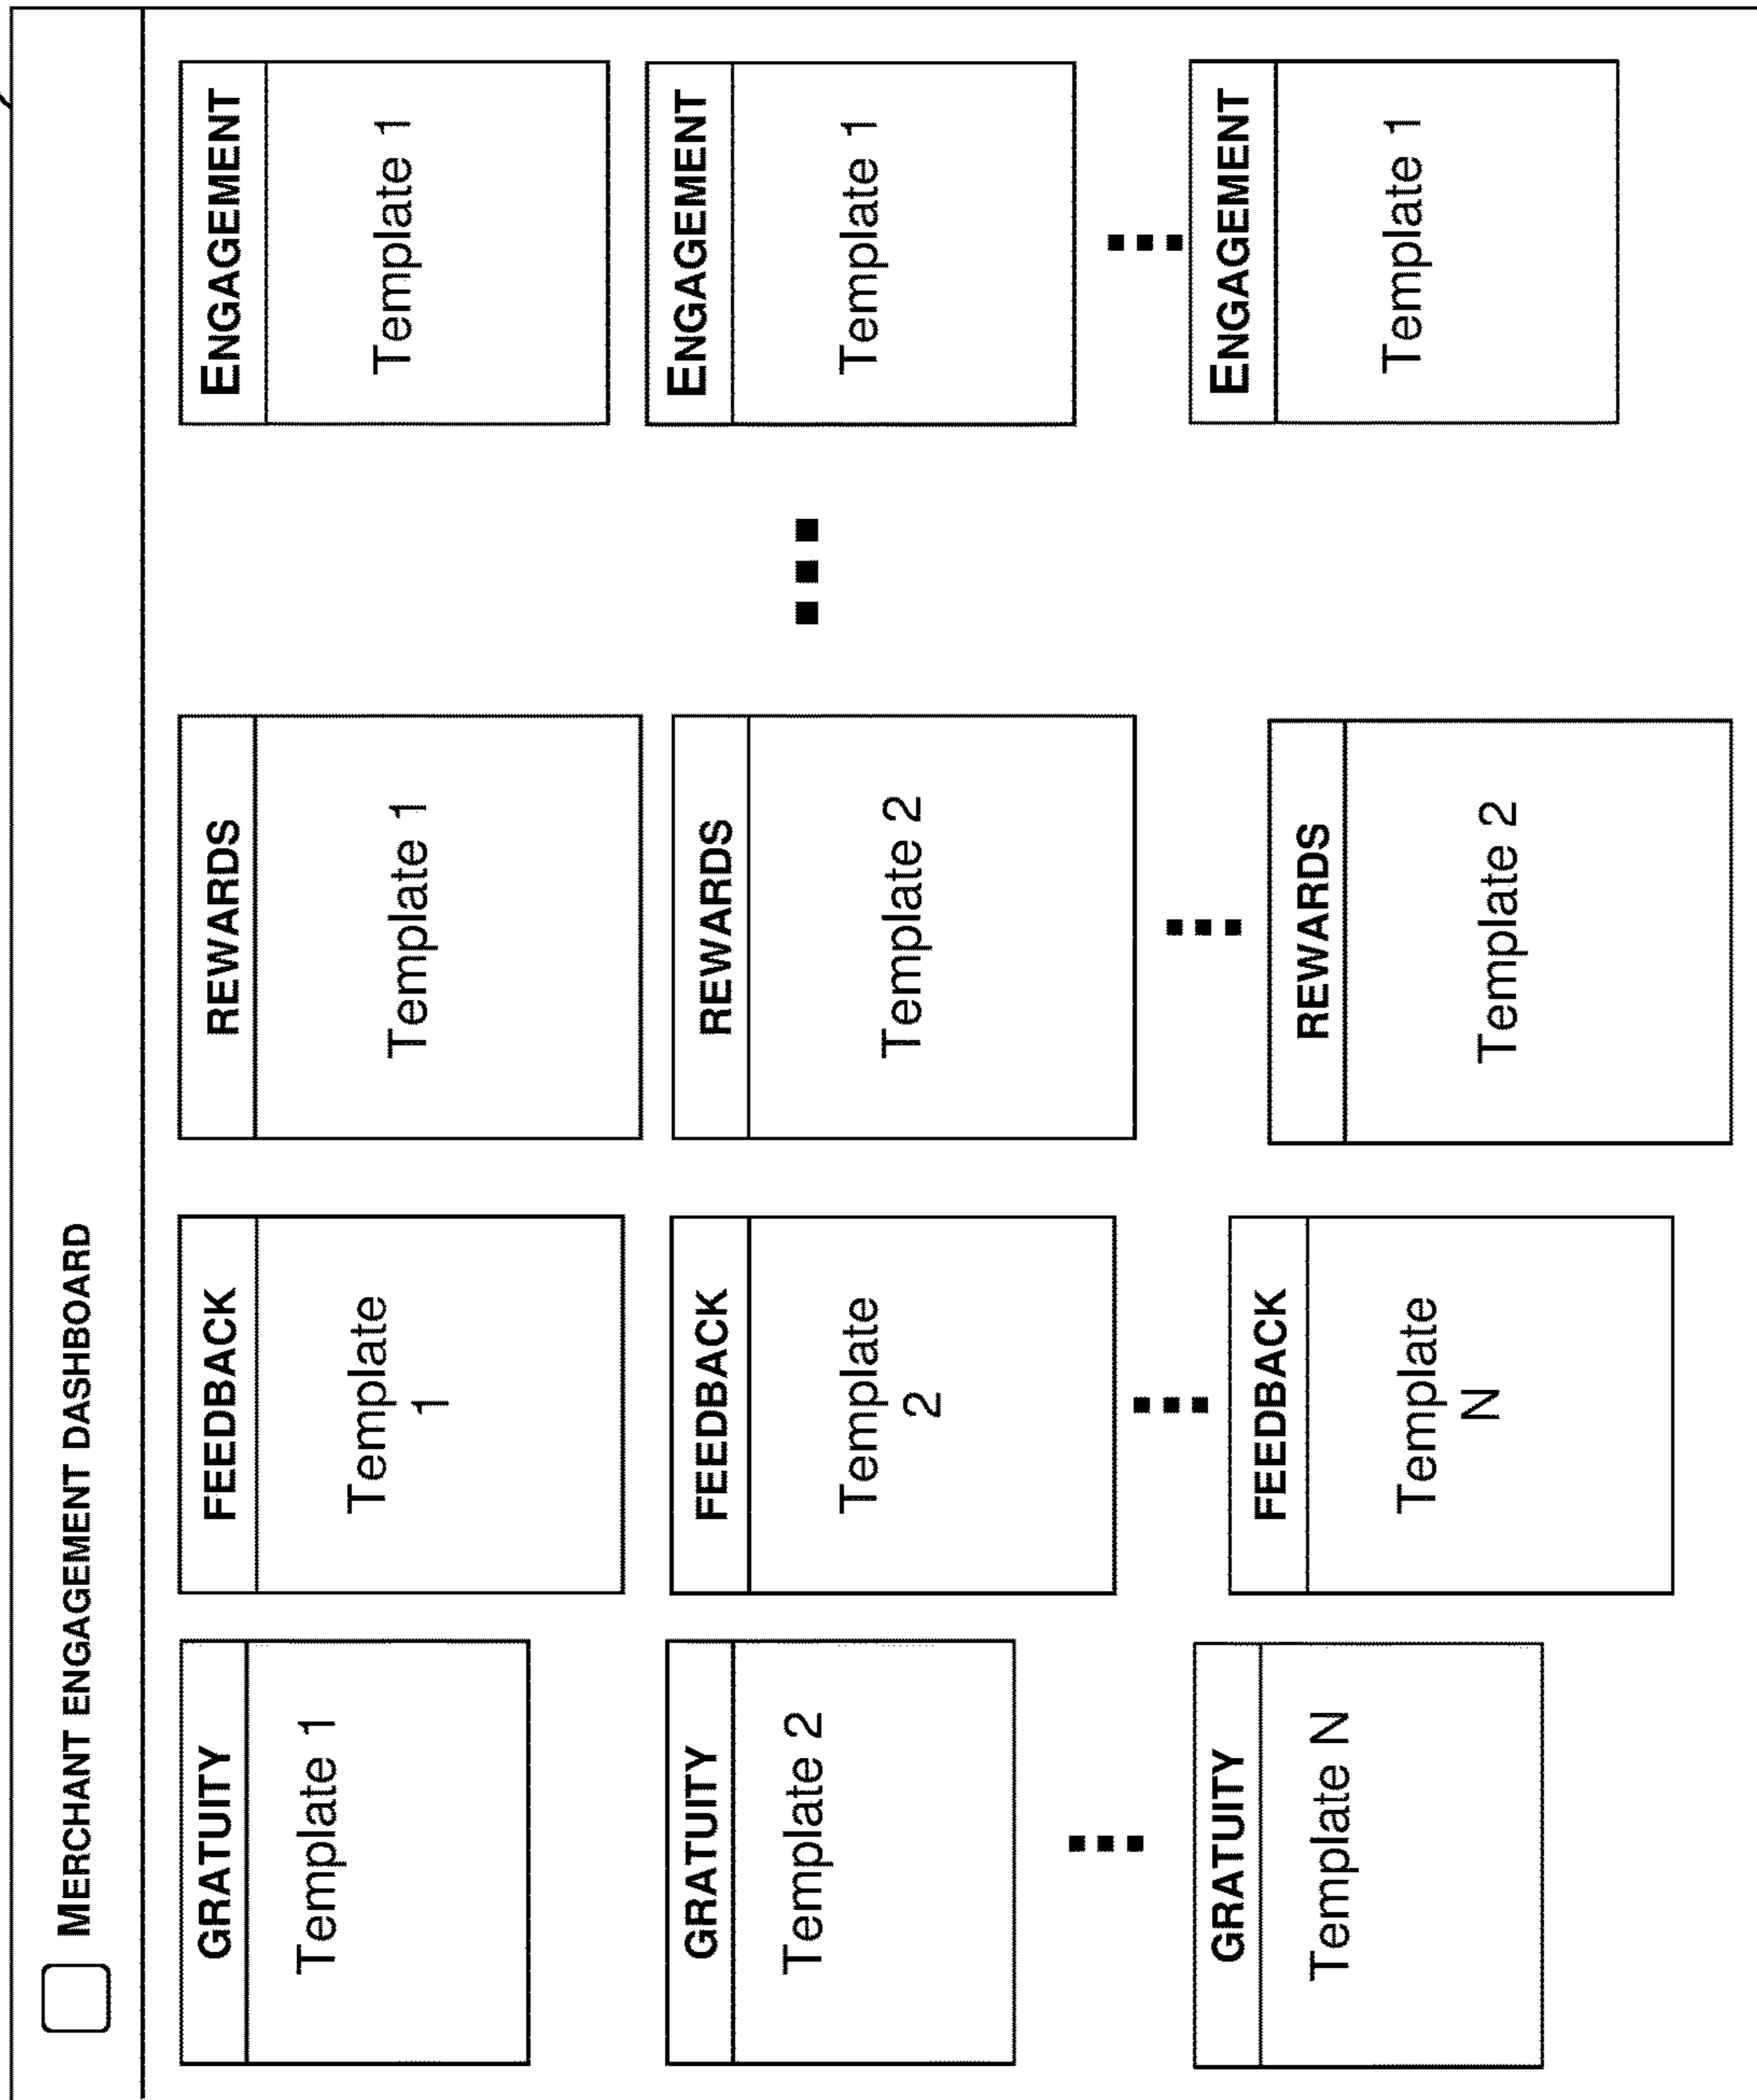 MERCHANT ENGAGEMENT DASHBOARD
GRATUITY
Template 1
FEEDBACK
Template
1
REWARDS
Template 1
ENGAGEMENT
Template 1
GRATUITY
Template 2
FEEDBACK
Template
2
REWARDS
Template 2
ENGAGEMENT
Template 1
GRATUITY
Template N
FEEDBACK
Template
N
REWARDS
Template 2
ENGAGEMENT
Template 1